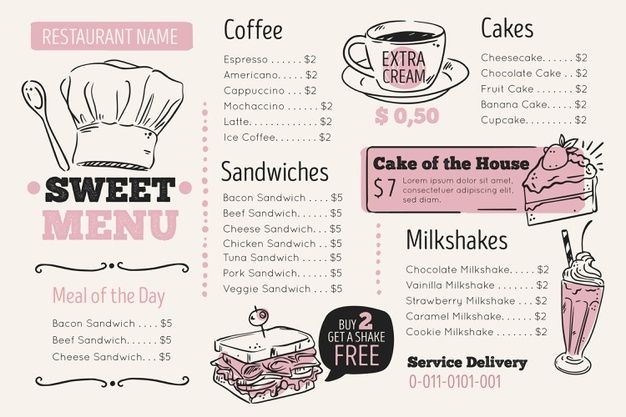 RESTAURANT NAME
SWEET
MENU
Meal of the Day
Bacon Sandwich . . . . $5
Beef Sandwich. . . . . $5
Cheese Sandwich. . . $5
Coffee
Espresso . . . . . . $2
Americano. . . . . $2
Cappuccino . . . $2
Mochaccino . . . . . . $2
Latte. . . . . . . . . . . . $2
Ice Coffee. . . . . . . $2
Sandwiches
Bacon Sandwich . . . . . $5
Beef Sandwich. . . . . . $5
Cheese Sandwich. . . . $5
Chicken Sandwich . . . $5
Tuna Sandwich . . . . . $5
Pork Sandwich. . . . . . $5
Veggie Sandwich . . . . $5
BUY 2
GET A SHAKE
FREE
EXTRA
CREAM
$ 0,50
Cakes
Cheesecake. . . . . . $2
Chocolate Cake . . $2
Fruit Cake . . . . . . . $2
Banana Cake . . . . . $2
Cupcake. . . . . . . . . $2
Cake of the House
$7
Lorem ipsum dolor sit amet,
consectetuer adipiscing elit,
sed diam.
Milkshakes
Chocolate Milkshake. . . . . $2
Vainilla Milkshake . . . . . . $2
Strawberry Milkshake . . . $2
Caramel Milkshake. . . . . . $2
Cookie Milkshake . . . . . . . $2
Service Delivery
0-011-0101-001